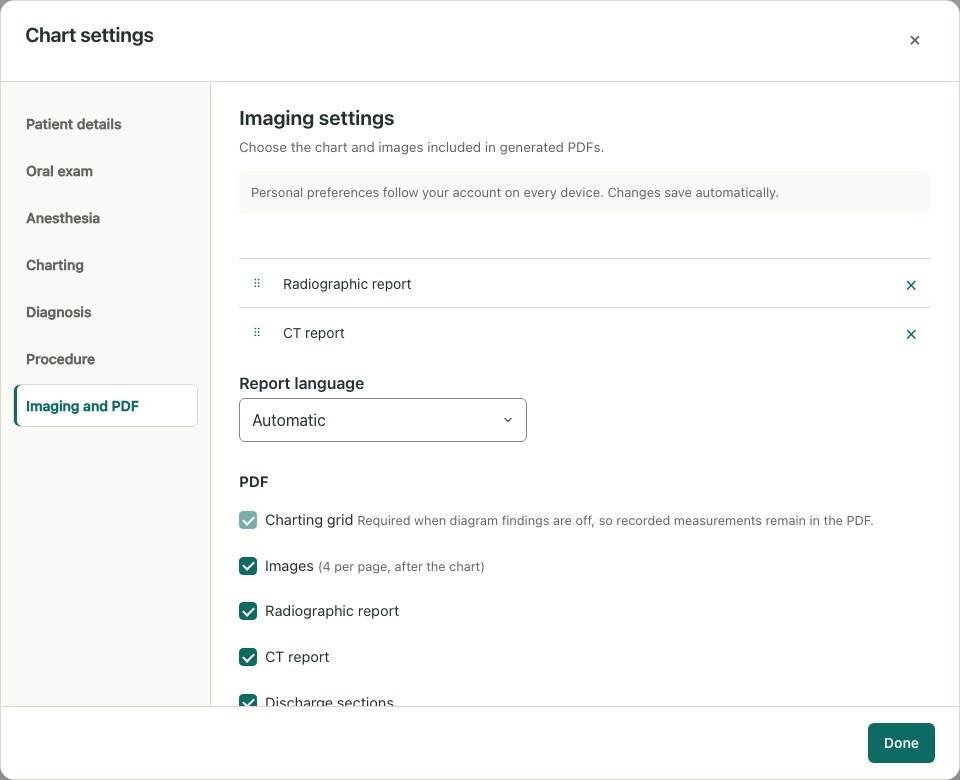 Chart settings
Patient details
Oral exam
Anesthesia
Charting
Diagnosis
Procedure
Imaging and PDF
Imaging settings
Choose the chart and images included in generated PDFs.
Personal preferences follow your account on every device. Changes save automatically.
Radiographic report
CT report
Report language
Automatic
PDF
Charting grid Required when diagram findings are off, so recorded measurements remain in the PDF.
Images (4 per page, after the chart)
Radiographic report
CT report
Discharge sections
Done